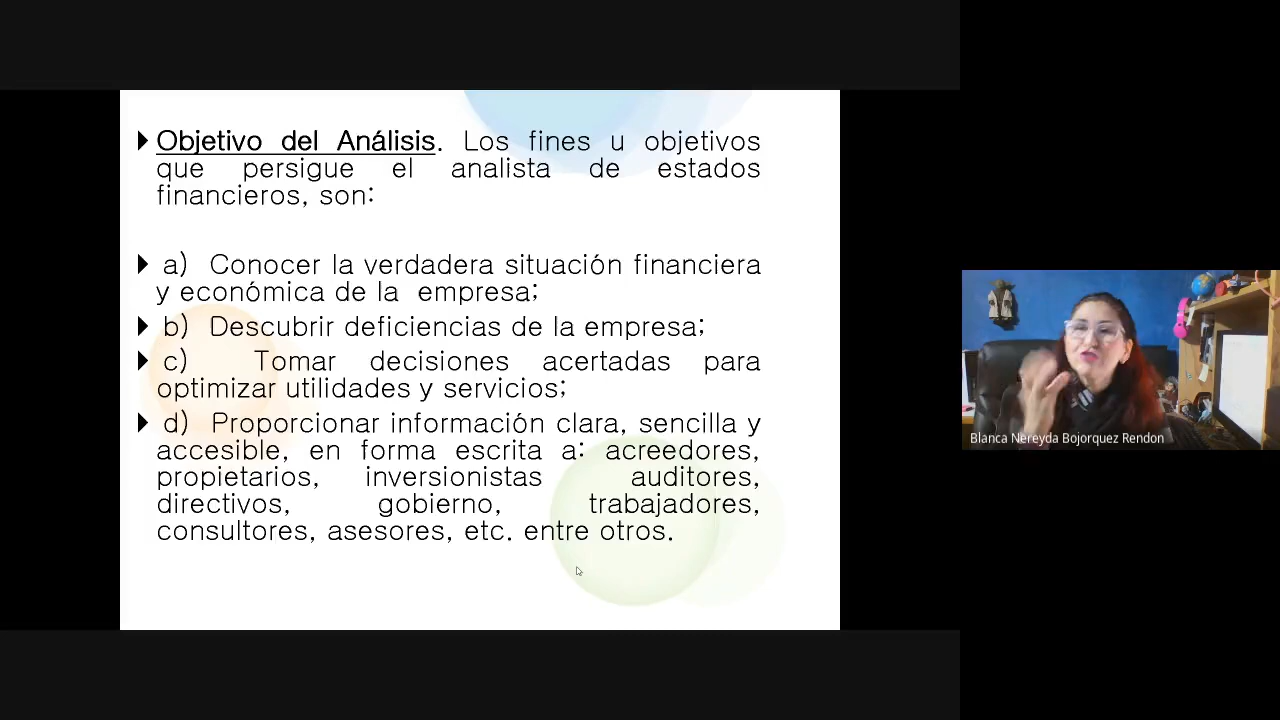 Objetivo del Análisis. Los fines u objetivos
que persigue el analista de estados
financieros, son:
a) Conocer la verdadera situación financiera
y económica de la empresa;
b) Descubrir deficiencias de la empresa;
c) Tomar decisiones acertadas para
optimizar utilidades y servicios;
d) Proporcionar información clara, sencilla y
accesible, en forma escrita a: acreedores,
propietarios, inversionistas auditores,
directivos, gobierno, trabajadores,
consultores, asesores, etc. entre otros.
Blanca Nereyda Bojorquez Rendon